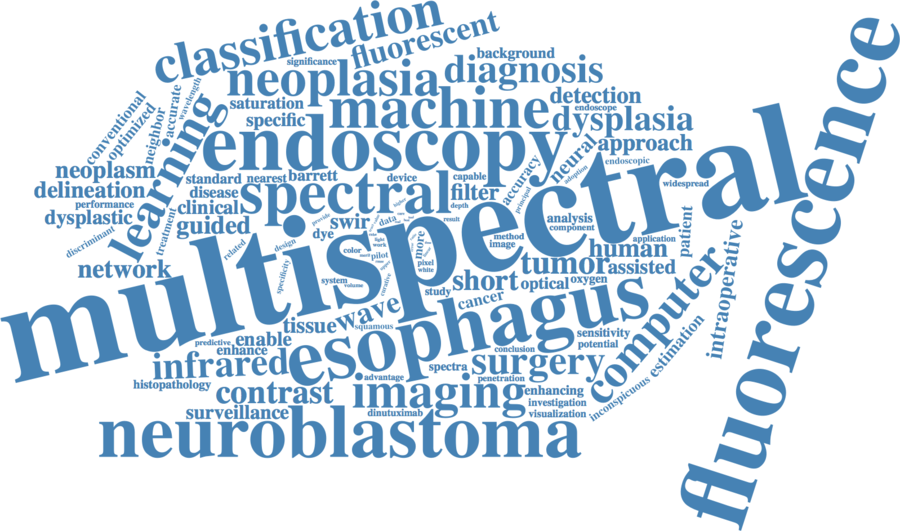 classification
fluorescent
significance
background
neoplasia
diagnosis
conventional
optimized
neighbor
accurate
wavelength
saturation
machine
detection
endoscope
specific
dysplasia
learning
endoscopy
approach
neural
endoscopic
adoption
neoplasm
standard
nearest
barrett
device
capable
accuracy
principal
widespread
delineation
disease
spectral
filter
depth
multispectral
fluorescence
performance
clinical
dysplastic
guided
treatment
discriminant
provide
swir
data
higher
result
analysis
component
patient
dye
related
design
light
work
more
method
image
application
human
intraoperative
network
specificity
color
pilot
pixel
white
tumor
assisted
system
volume
curative
study
short
optical
oxygen
computer
cancer
esophagus
tissue
wave
squamous
sensitivity
potential
predictive
enable
enhance
conclusion
estimation
infrared
spectra
surgery
histopathology
advantage
penetration
contrast
imaging
enhancing
investigation
visualization
inconspicuous
surveillance
dinutuximab
neuroblastoma